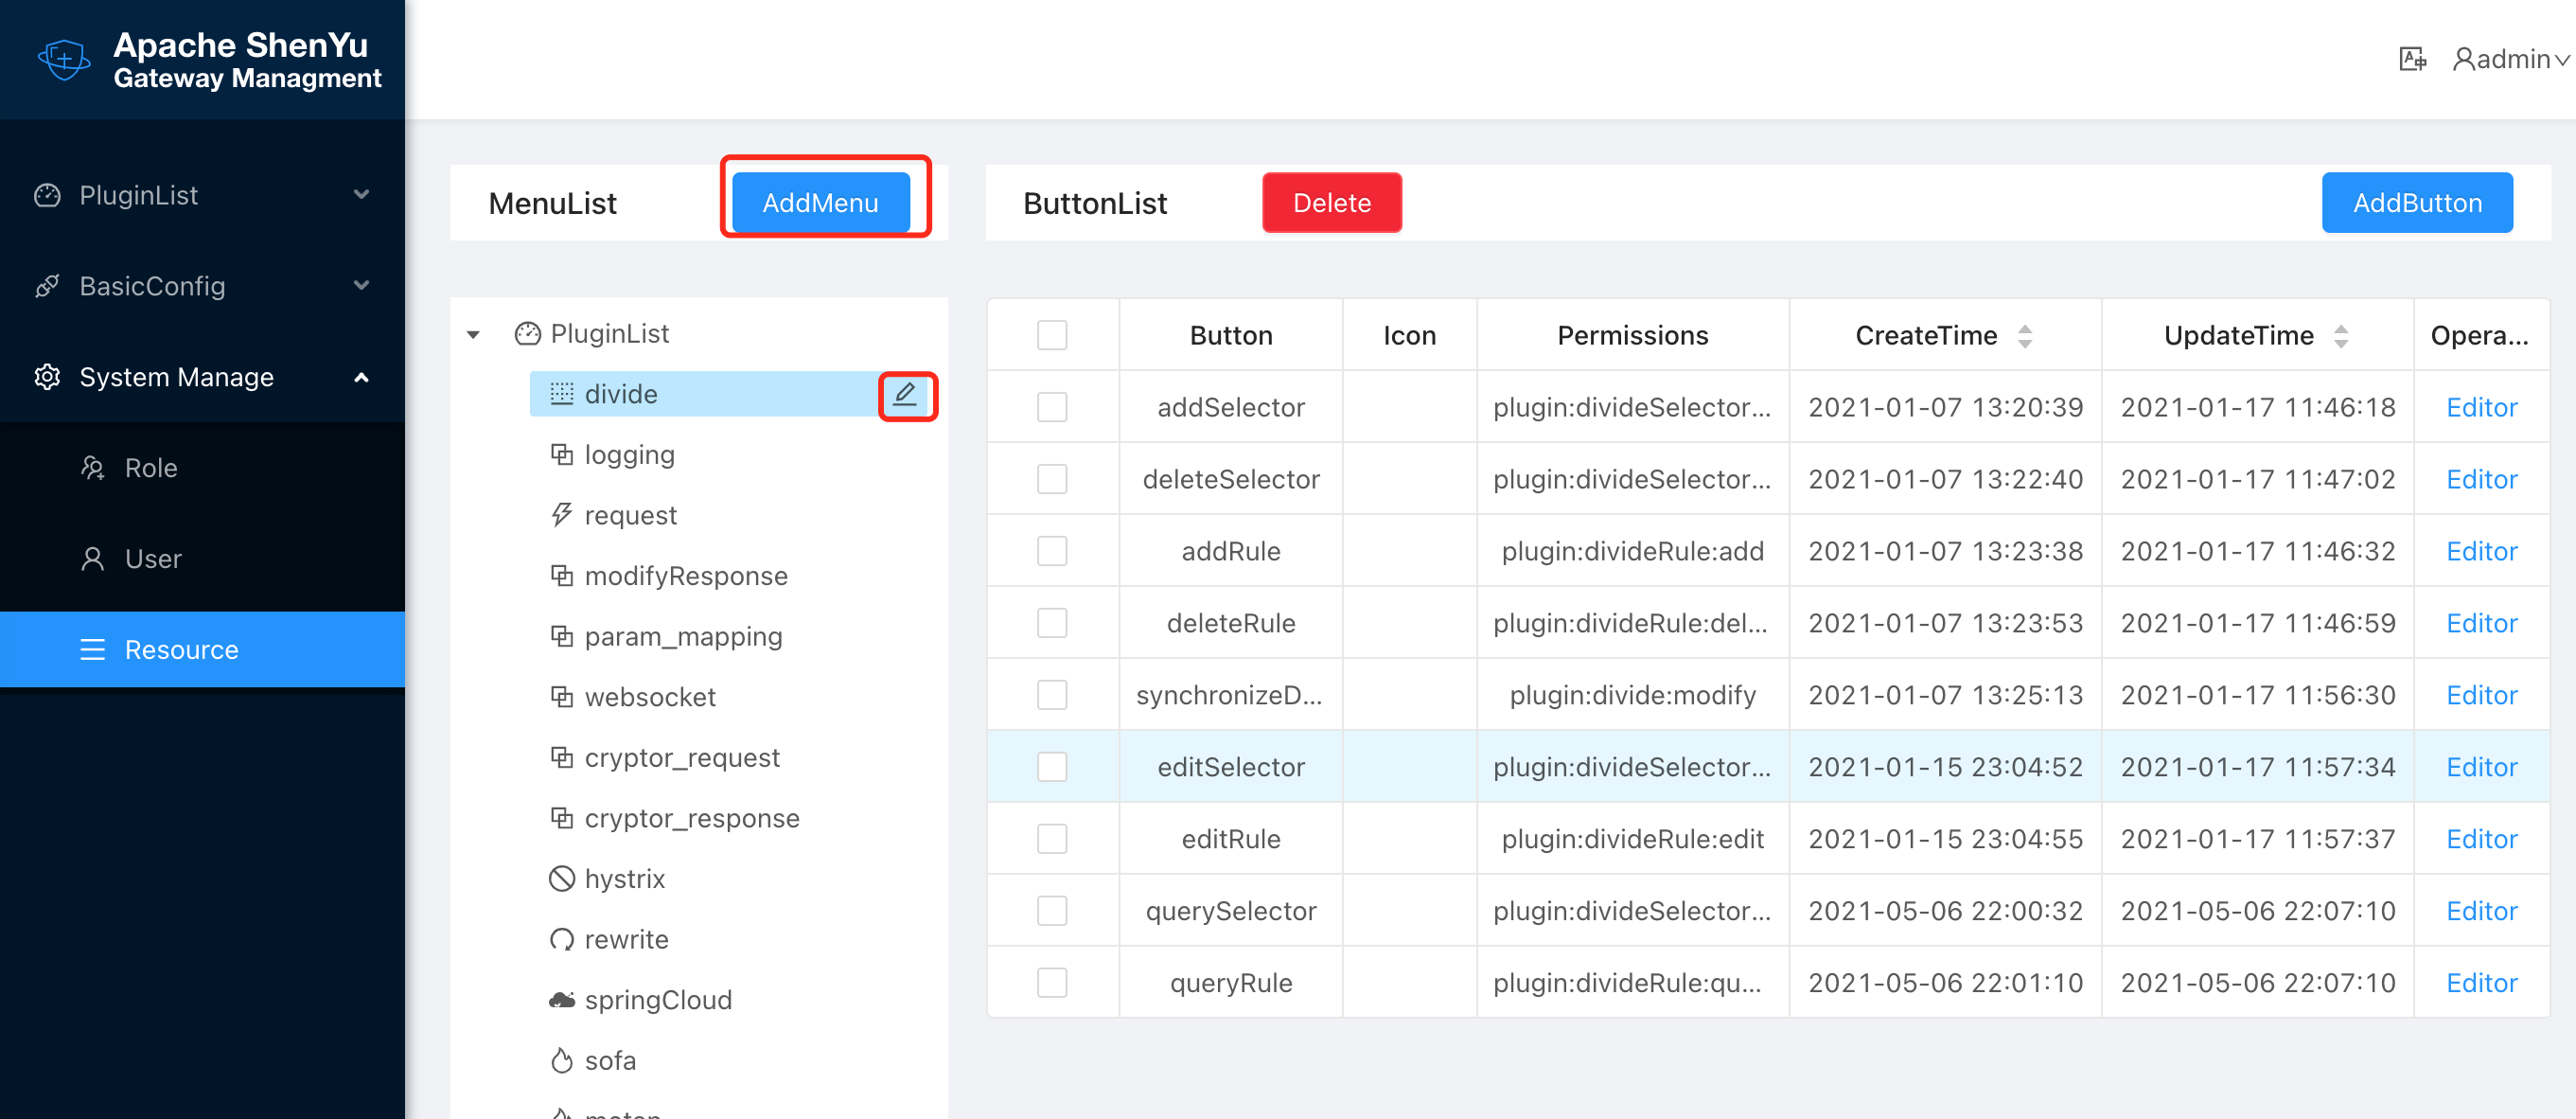 Apache ShenYu
Gateway Managment
admin
PluginList
BasicConfig
System Manage
Role
User
Resource
MenuList
AddMenu
PluginList
divide
logging
request
modifyResponse
param_mapping
websocket
cryptor_request
cryptor_response
hystrix
rewrite
springCloud
sofa
ButtonList
Delete
AddButton
Button Icon Permissions CreateTime UpdateTime Opera...
addSelector plugin:divideSelector... 2021-01-07 13:20:39 2021-01-17 11:46:18 Editor
deleteSelector plugin:divideSelector... 2021-01-07 13:22:40 2021-01-17 11:47:02 Editor
addRule plugin:divideRule:add 2021-01-07 13:23:38 2021-01-17 11:46:32 Editor
deleteRule plugin:divideRule:del... 2021-01-07 13:23:53 2021-01-17 11:46:59 Editor
synchronizeD... plugin:divide:modify 2021-01-07 13:25:13 2021-01-17 11:56:30 Editor
editSelector plugin:divideSelector... 2021-01-15 23:04:52 2021-01-17 11:57:34 Editor
editRule plugin:divideRule:edit 2021-01-15 23:04:55 2021-01-17 11:57:37 Editor
querySelector plugin:divideSelector... 2021-05-06 22:00:32 2021-05-06 22:07:10 Editor
queryRule plugin:divideRule:qu... 2021-05-06 22:01:10 2021-05-06 22:07:10 Editor